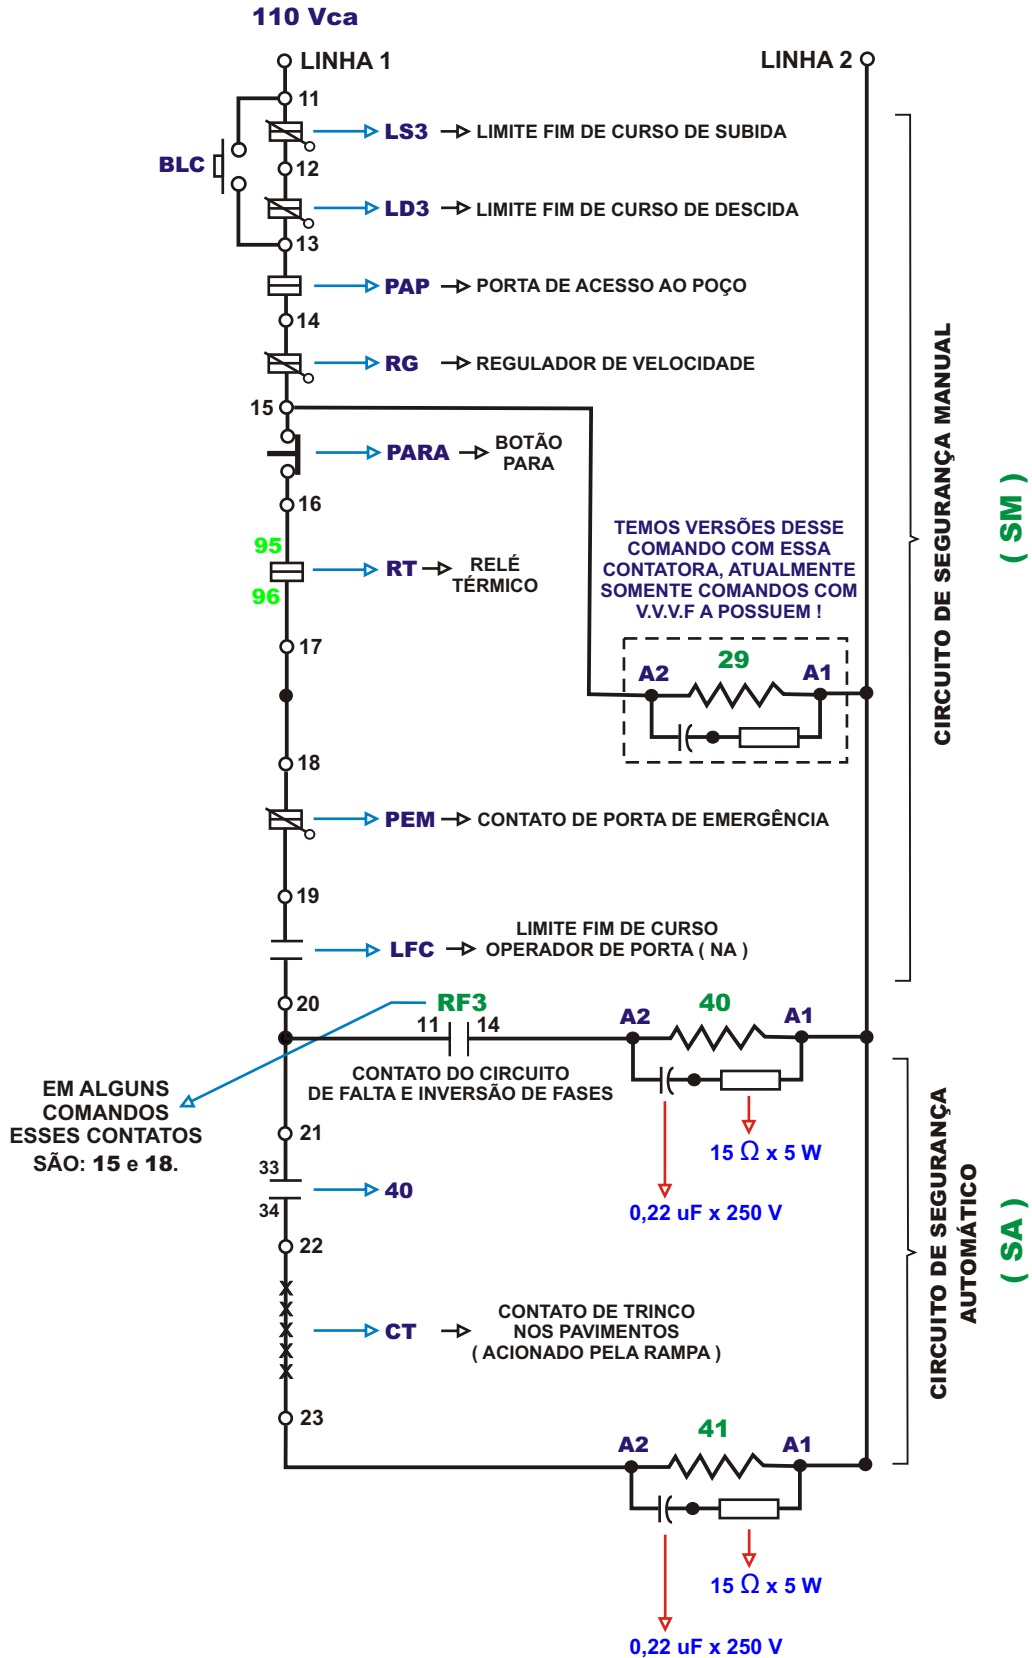 110 Vca
LINHA 1
LINHA 2
11
LS3
LIMITE FIM DE CURSO DE SUBIDA
BLC
12
LD3
LIMITE FIM DE CURSO DE DESCIDA
13
PAP
PORTA DE ACESSO AO POÇO
14
RG
REGULADOR DE VELOCIDADE
15
PARA
BOTÃO
PARA
16
95
96
RT
RELÉ
TÉRMICO
TEMOS VERSÕES DESSE
COMANDO COM ESSA
CONTATORA, ATUALMENTE
SOMENTE COMANDOS COM
V.V.V.F A POSSUEM !
17
29
A2
A1
18
PEM
CONTATO DE PORTA DE EMERGÊNCIA
19
LFC
LIMITE FIM DE CURSO
OPERADOR DE PORTA ( NA )
CIRCUITO DE SEGURANÇA MANUAL
( SM )
20
RF3
11
14
A2
40
A1
CONTATO DO CIRCUITO
DE FALTA E INVERSÃO DE FASES
EM ALGUNS
COMANDOS
ESSES CONTATOS
SÃO: 15 e 18.
15 Ω x 5 W
0,22 uF x 250 V
21
33
34
40
22
CT
CONTATO DE TRINCO
NOS PAVIMENTOS
( ACIONADO PELA RAMPA )
23
CIRCUITO DE SEGURANÇA
AUTOMÁTICO
( SA )
41
A2
A1
15 Ω x 5 W
0,22 uF x 250 V